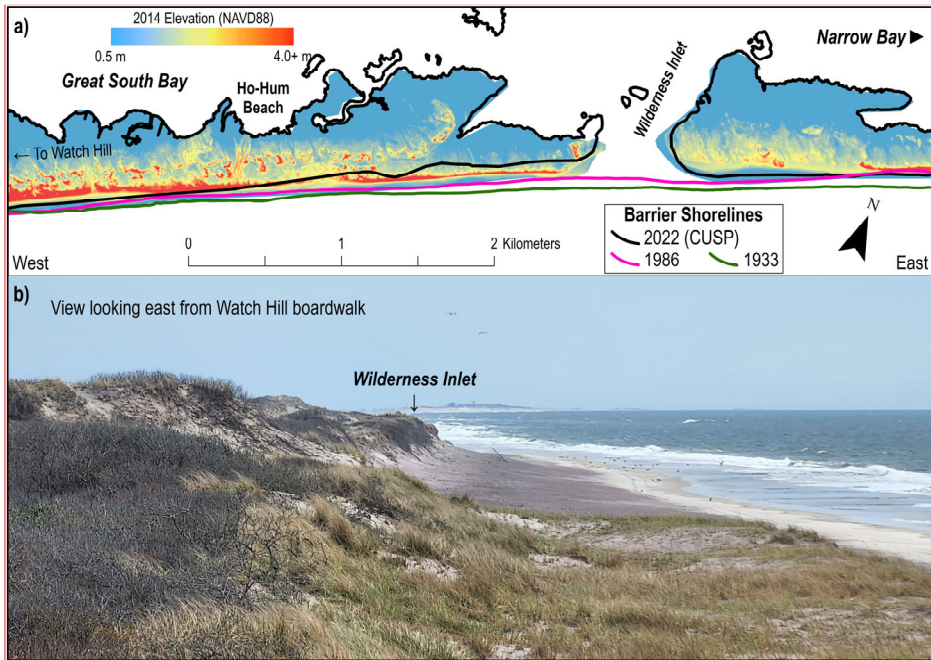 a)
2014 Elevation (NAVD88)
0.5 m
4.0+ m
Narrow Bay ►
Great South Bay
Ho-Hum
Beach
Wilderness Inlet
← To Watch Hill
N
Barrier Shorelines
2022 (CUSP)
1986
1933
0
1
2 Kilometers
West
East
b)
View looking east from Watch Hill boardwalk
Wilderness Inlet